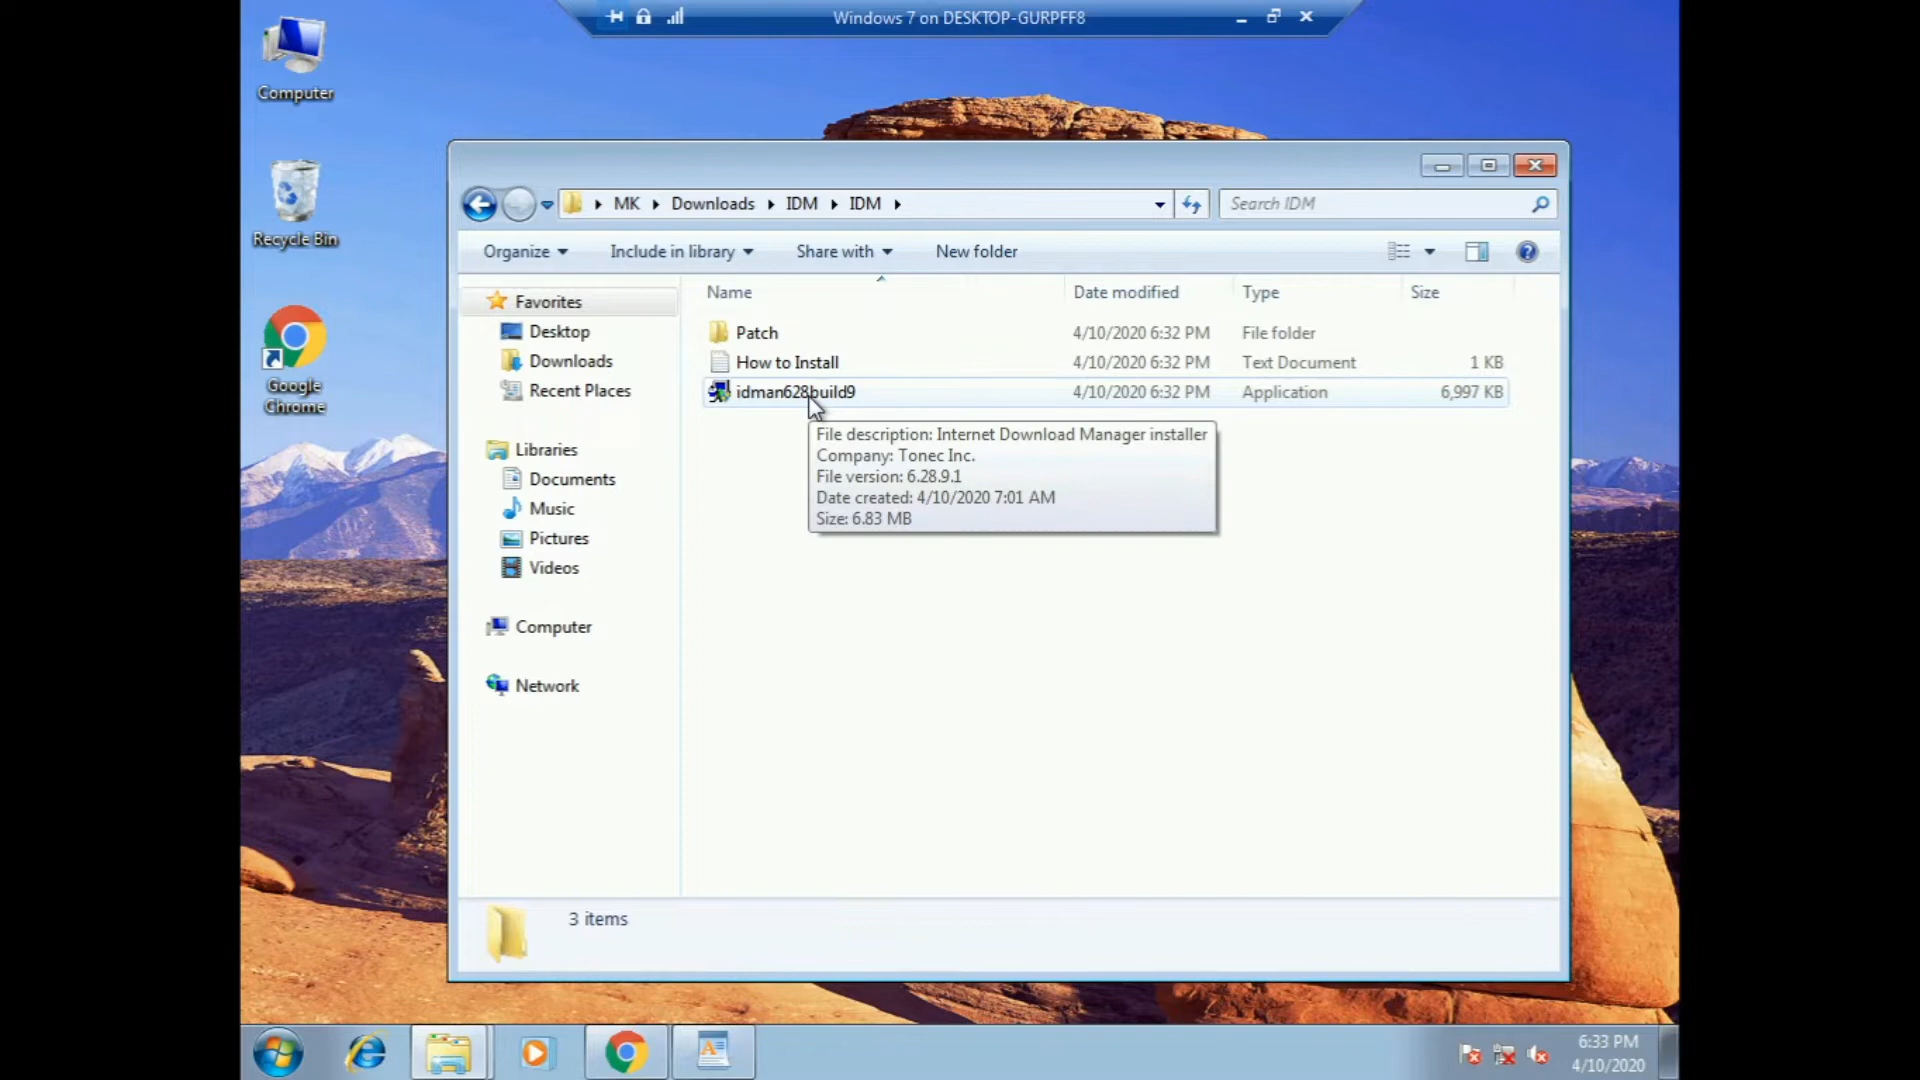 Windows 7 on DESKTOP-GURPFF8
Computer
Recycle Bin
Google
Chrome
MK
Downloads
IDM
IDM
Search IDM
Organize
Include in library
Share with
New folder
Name
Date modified
Type
Size
Favorites
Desktop
Downloads
Recent Places
Libraries
Documents
Music
Pictures
Videos
Computer
Network
Patch 4/10/2020 6:32 PM File folder
How to Install 4/10/2020 6:32 PM Text Document 1 KB
idman628build9 4/10/2020 6:32 PM Application 6,997 KB
File description: Internet Download Manager installer
Company: Tonec Inc.
File version: 6.28.9.1
Date created: 4/10/2020 7:01 AM
Size: 6.83 MB
3 items
6:33 PM
4/10/2020